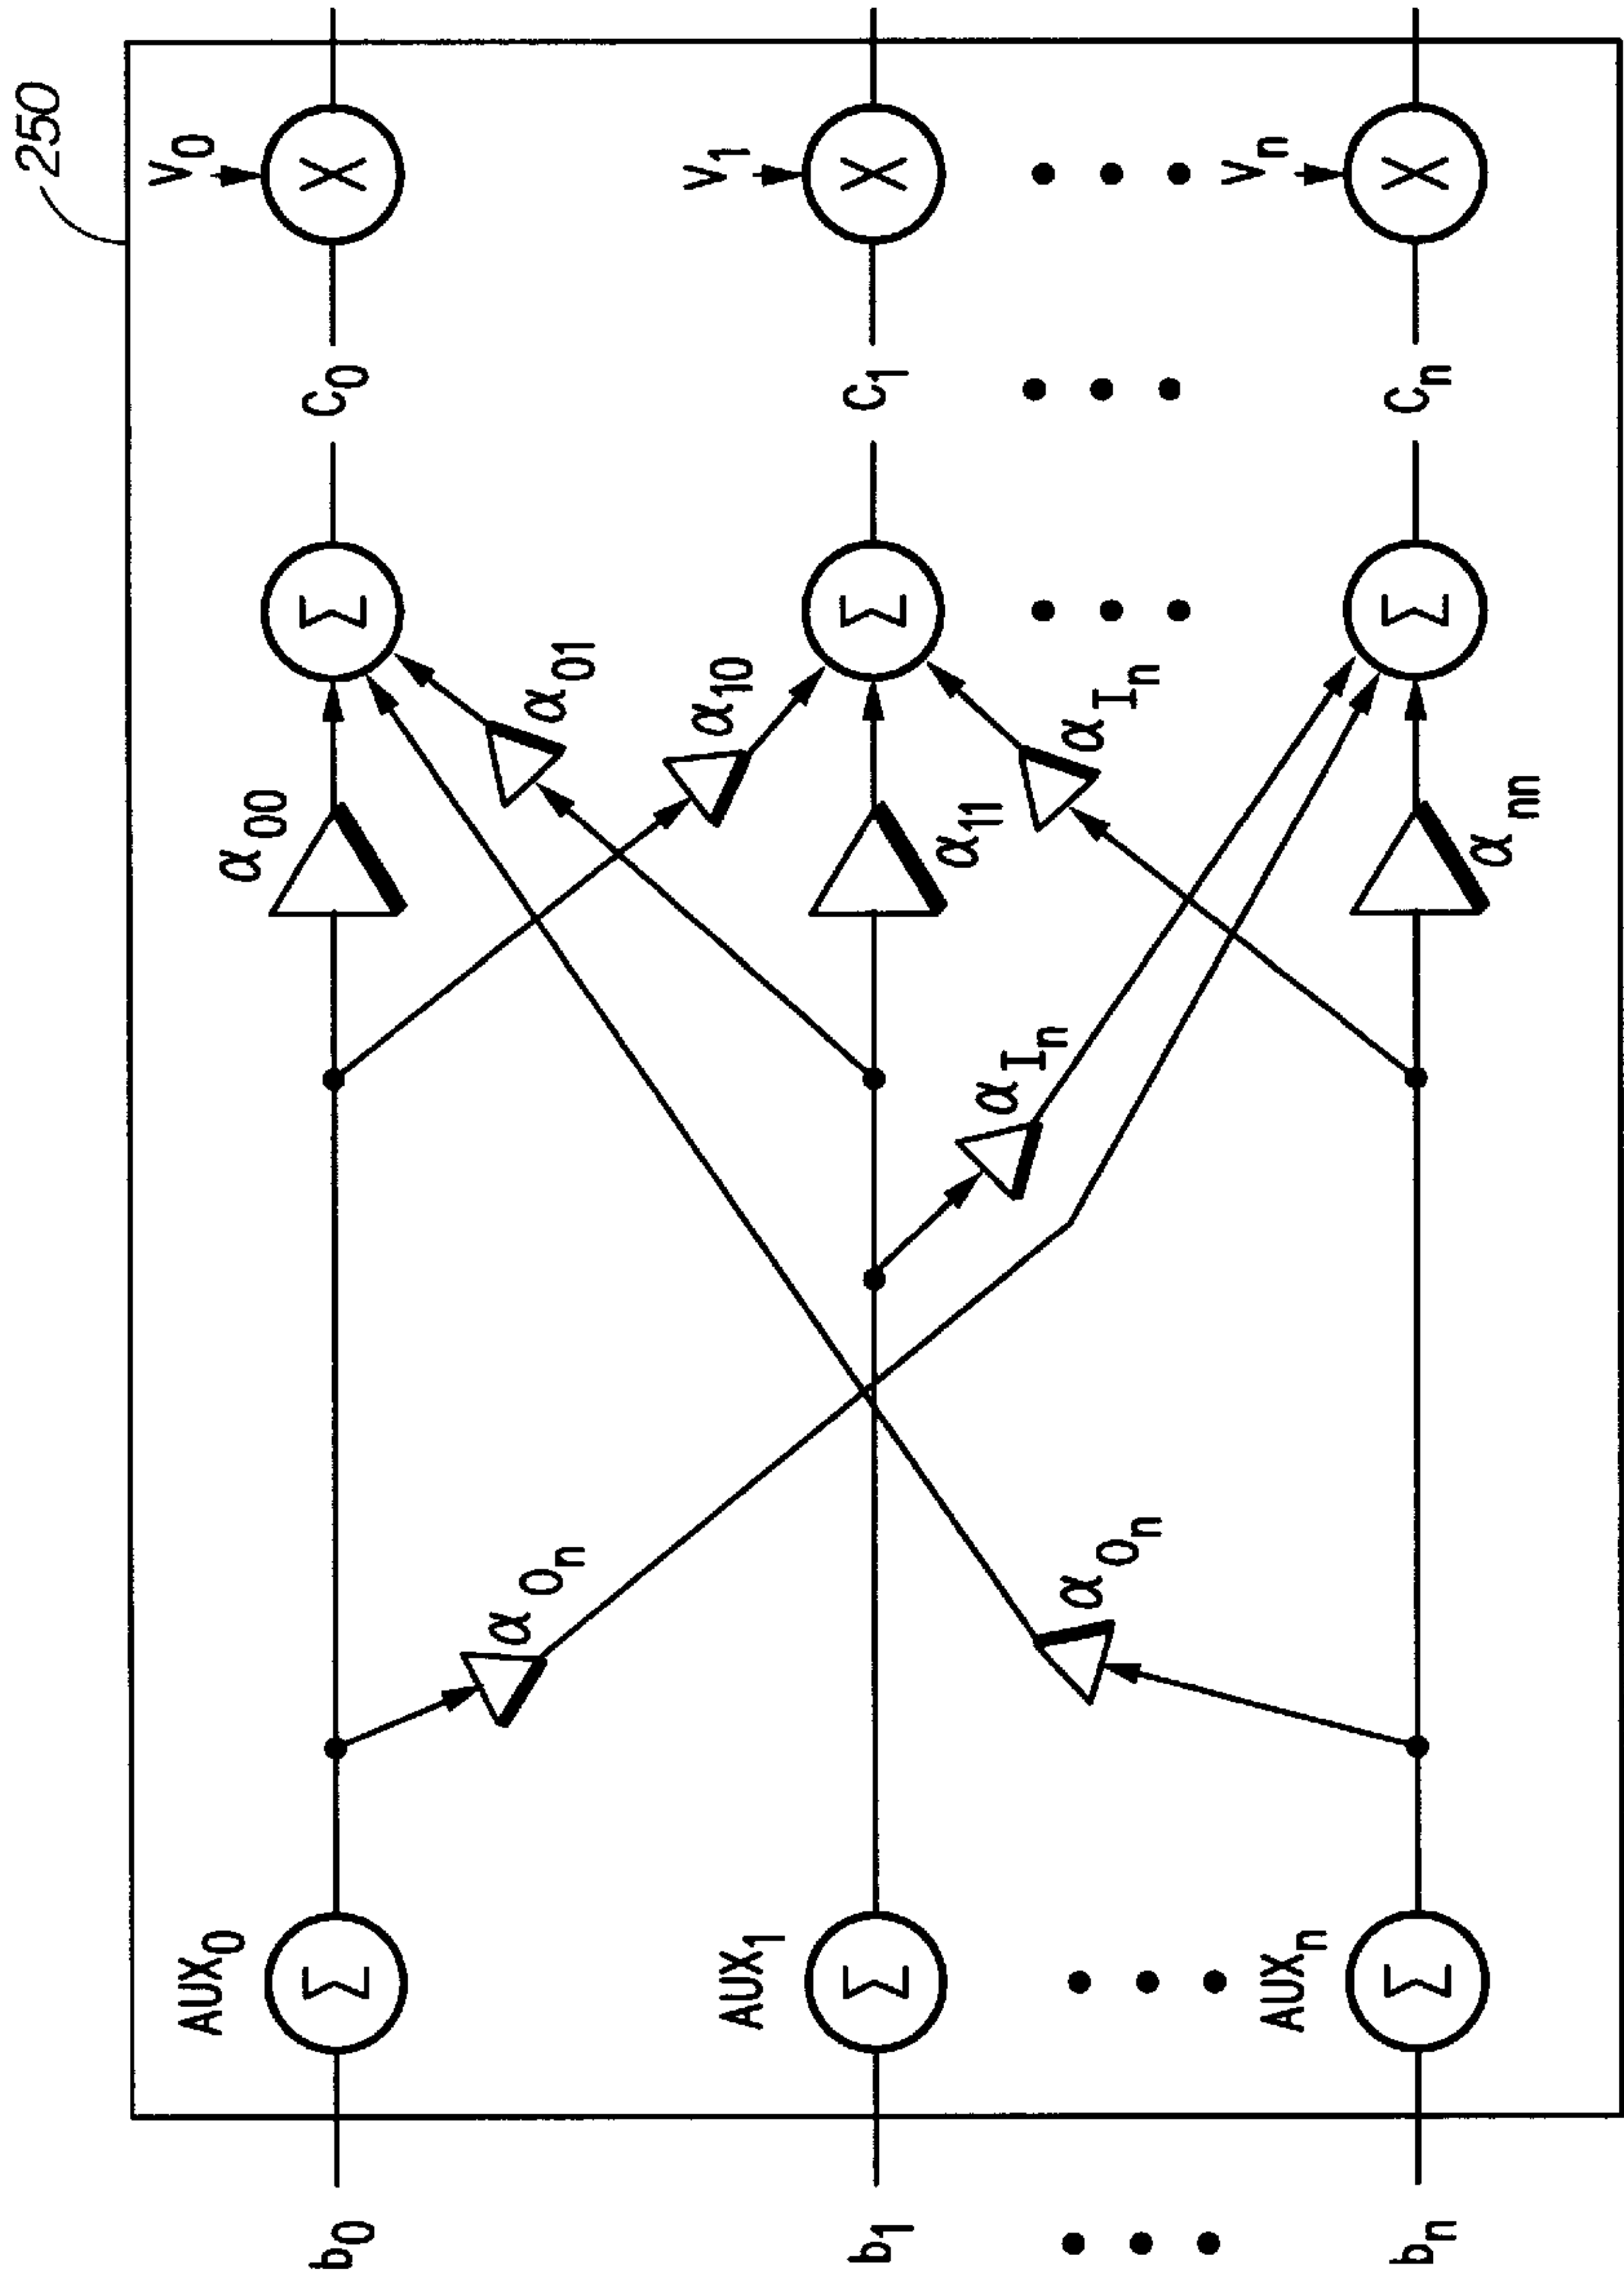 250
V0
V1
Vn
X
X
X
C0
C1
Cn
Σ
Σ
Σ
α00
α01
α10
α11
αIn
αnn
αIn
αOn
αOn
AUX0
AUX1
AUXn
Σ
Σ
Σ
b0
b1
bn